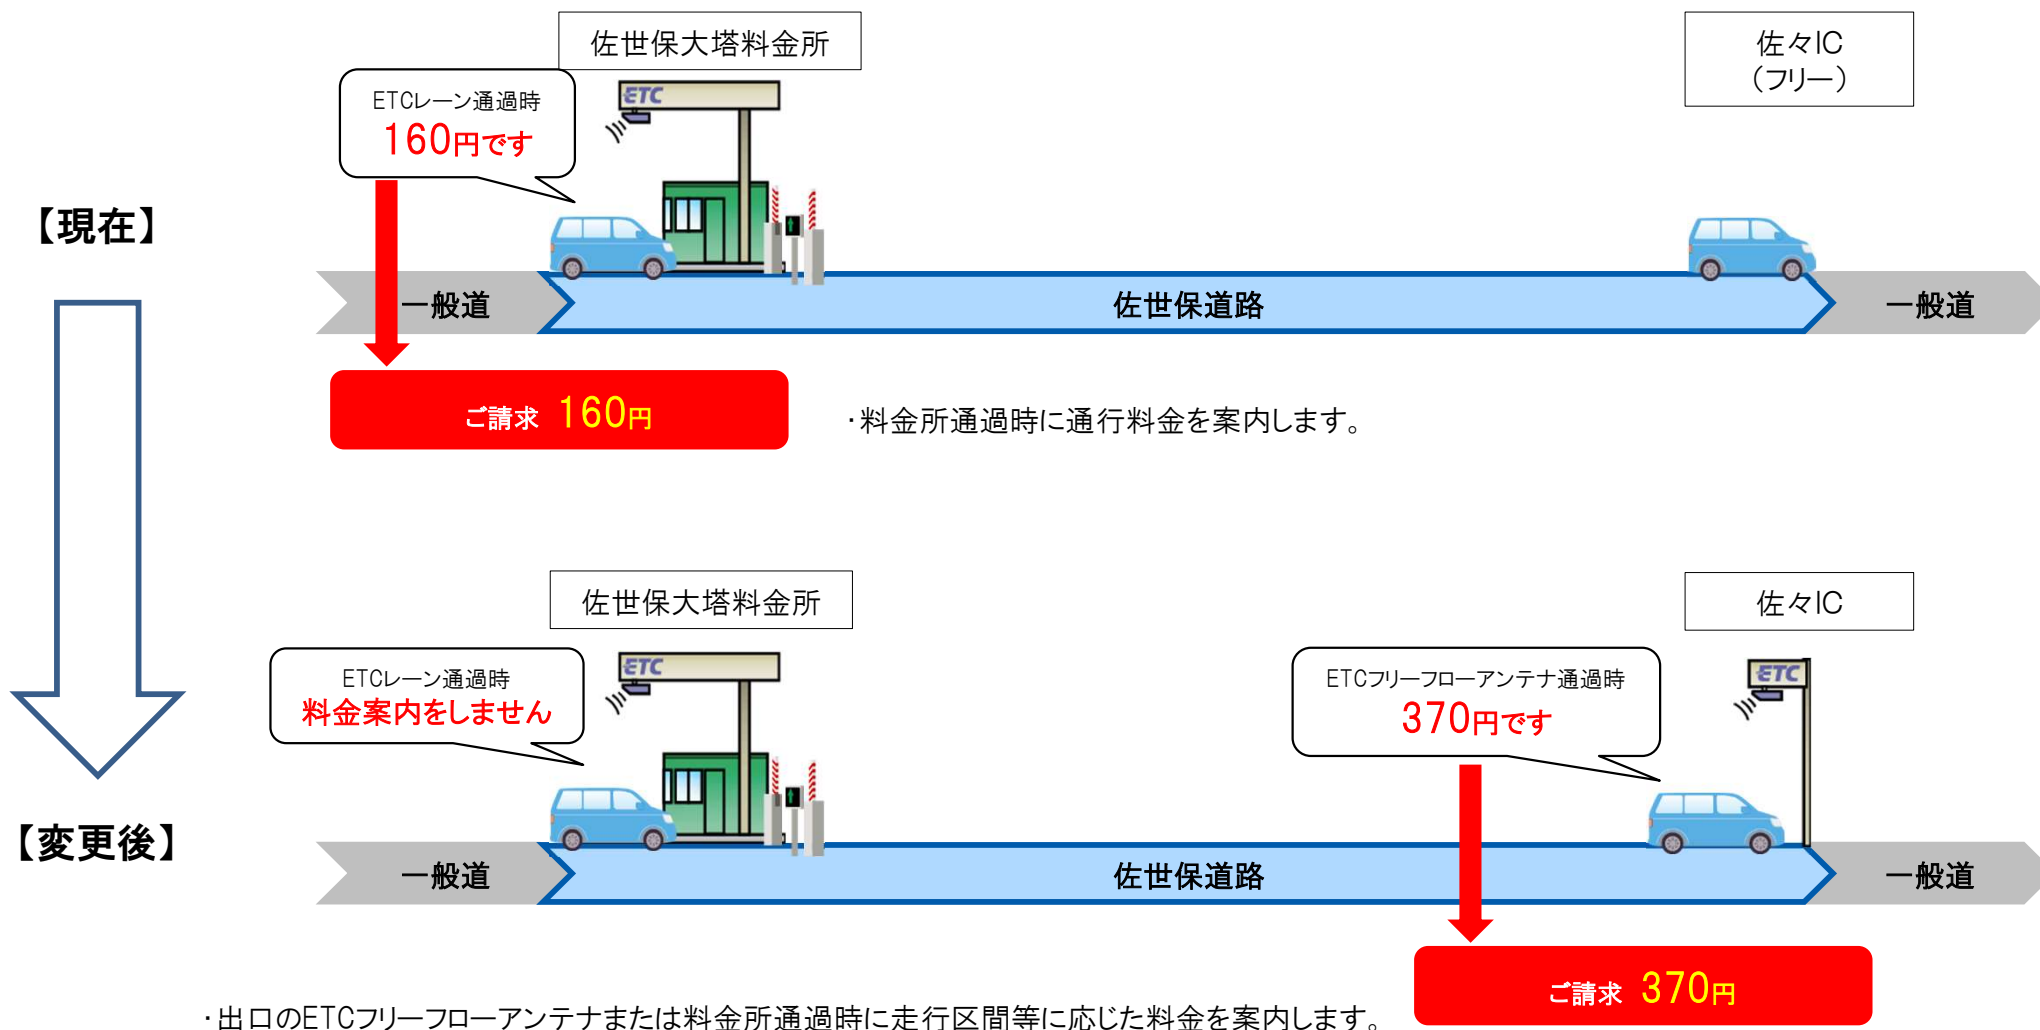 佐世保大塔料金所
佐々IC
（フリー）
ETCレーン通過時
160円です
ETC
【現在】
一般道
佐世保道路
一般道
ご請求 160円
・料金所通過時に通行料金を案内します。
佐世保大塔料金所
佐々IC
ETCレーン通過時
料金案内をしません
ETC
ETCフリーフローアンテナ通過時
370円です
ETC
【変更後】
一般道
佐世保道路
一般道
ご請求 370円
・出口のETCフリーフローアンテナまたは料金所通過時に走行区間等に応じた料金を案内します。